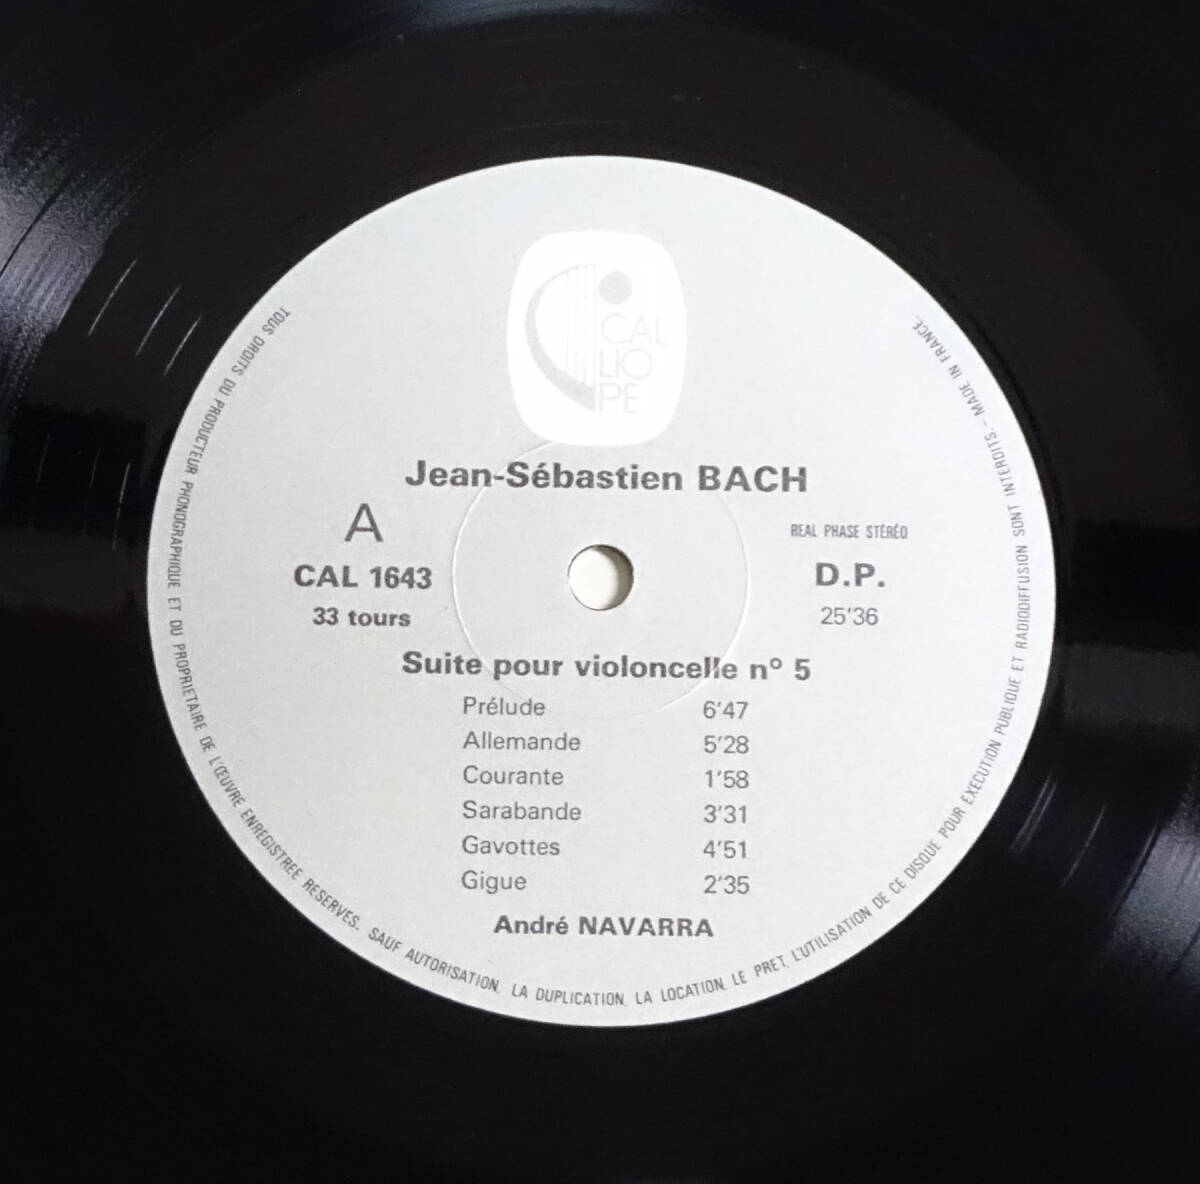 CAL
LIO
PE
Jean-Sébastien BACH
A
REAL PHASE STÉRÉO
CAL 1643
D.P.
33 tours
25'36
Suite pour violoncelle n° 5
Prélude 6'47
Allemande 5'28
Courante 1'58
Sarabande 3'31
Gavottes 4'51
Gigue 2'35
André NAVARRA
TOUS DROITS DU PRODUCTEUR PHONOGRAPHIQUE ET DU PROPRIETAIRE DE L'ŒUVRE ENREGISTREE RESERVES. SAUF AUTORISATION, LA DUPLICATION, LA LOCATION, LE PRET, L'UTILISATION DE CE DISQUE POUR EXECUTION PUBLIQUE ET RADIODIFFUSION SONT INTERDITS. - MADE IN FRANCE.